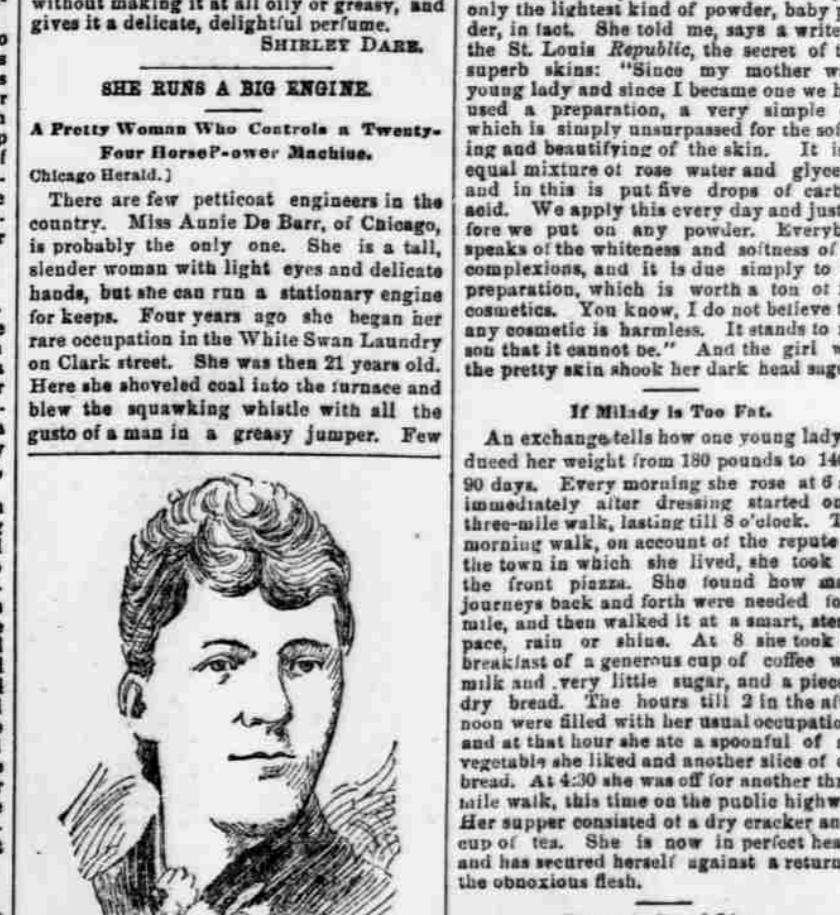 without making it at all oily or greasy, and
gives it a delicate, delightful perfume.
SHIRLEY DARE.
SHE RUNS A BIG ENGINE.
A Pretty Woman Who Controls a Twenty-
Four HorseP-ower Machine.
Chicago Herald.]
There are few petticoat engineers in the
country. Miss Annie De Barr, of Chicago,
is probably the only one. She is a tall,
slender woman with light eyes and delicate
hands, but she can run a stationary engine
for keeps. Four years ago she began her
rare occupation in the White Swan Laundry
on Clark street. She was then 21 years old.
Here she shoveled coal into the furnace and
blew the squawking whistle with all the
gusto of a man in a greasy jumper. Few
only the lightest kind of powder, baby
der, in fact. She told me, says a write
the St. Louis Republic, the secret of
superb skins: "Since my mother w
young lady and since I became one we h
used a preparation, a very simple
which is simply unsurpassed for the sof
ing and beautifying of the skin. It i
equal mixture of rose water and glyce
and in this is put five drops of carb
acid. We apply this every day and jus
fore we put on any powder. Everyb
speaks of the whiteness and softness of
complexions, and it is due simply to
preparation, which is worth a ton of
cosmetics. You know, I do not believe t
any cosmetic is harmless. It stands to
son that it cannot be." And the girl w
the pretty skin shook her dark head sag
If Milady Is Too Fat.
An exchange tells how one young lady
duced her weight from 180 pounds to 140
90 days. Every morning she rose at 6
immediately after dressing started o
three-mile walk, lasting till 8 o'clock. T
morning walk, on account of the repute
the town in which she lived, she took
the front piazza. She found how m
journeys back and forth were needed fo
mile, and then walked it at a smart, ste
pace, rain or shine. At 8 she took
breakfast of a generous cup of coffee w
milk and very little sugar, and a piece
dry bread. The hours till 2 in the af
noon were filled with her usual occupatio
and at that hour she ate a spoonful of
vegetable she liked and another slice of
bread. At 4:30 she was off for another thr
mile walk, this time on the public highw
Her supper consisted of a dry cracker an
cup of tea. She is now in perfect hea
and has secured herself against a return
the obnoxious flesh.